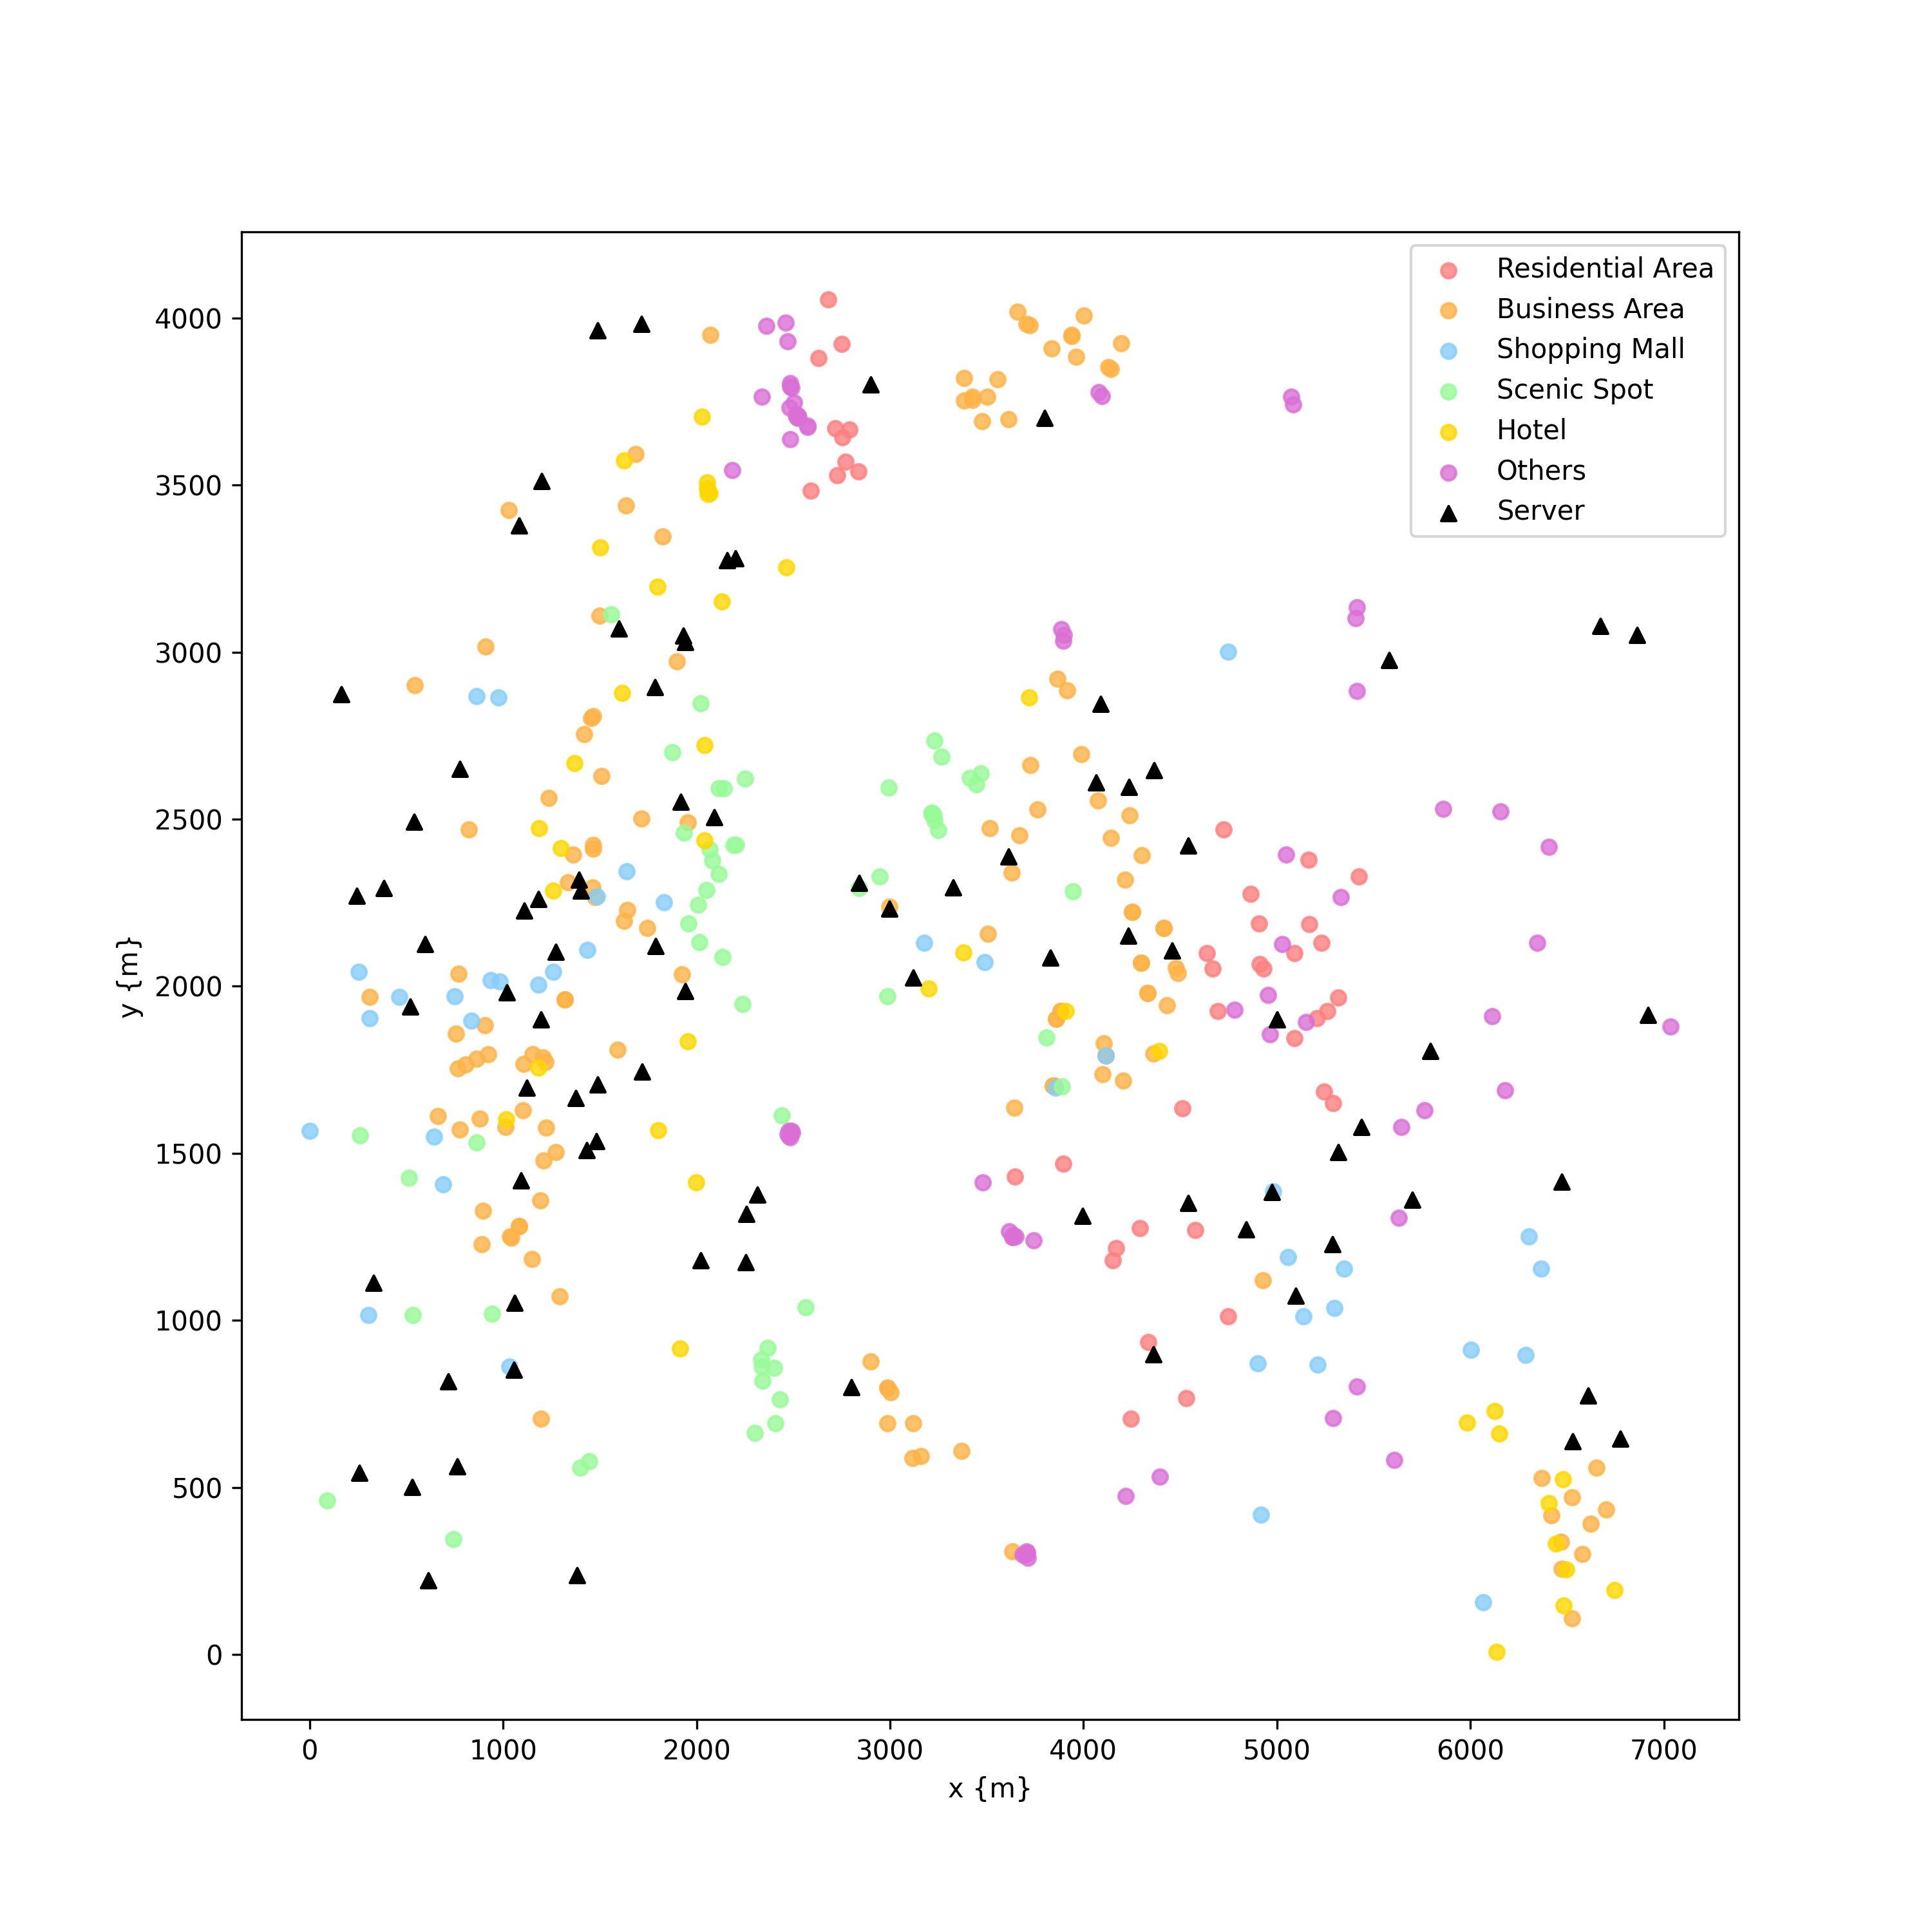 Residential Area
Business Area
Shopping Mall
Scenic Spot
Hotel
Others
Server
4000
3500
3000
2500
2000
1500
1000
500
0
y {m}
0 1000 2000 3000 4000 5000 6000 7000
x {m}